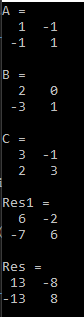 A =
1 -1
-1 1
B =
2 0
-3 1
C =
3 -1
2 3
Res1 =
6 -2
-7 6
Res =
13 -8
-13 8